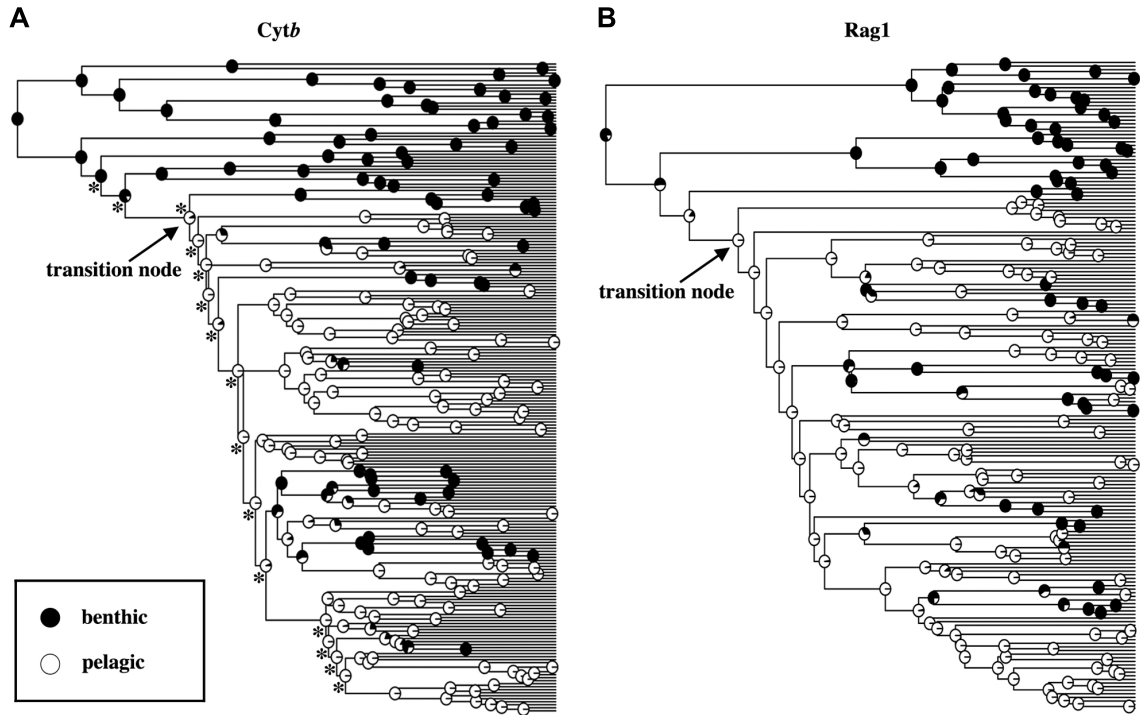 A
Cytb
B
Rag1
transition node
transition node
benthic
pelagic